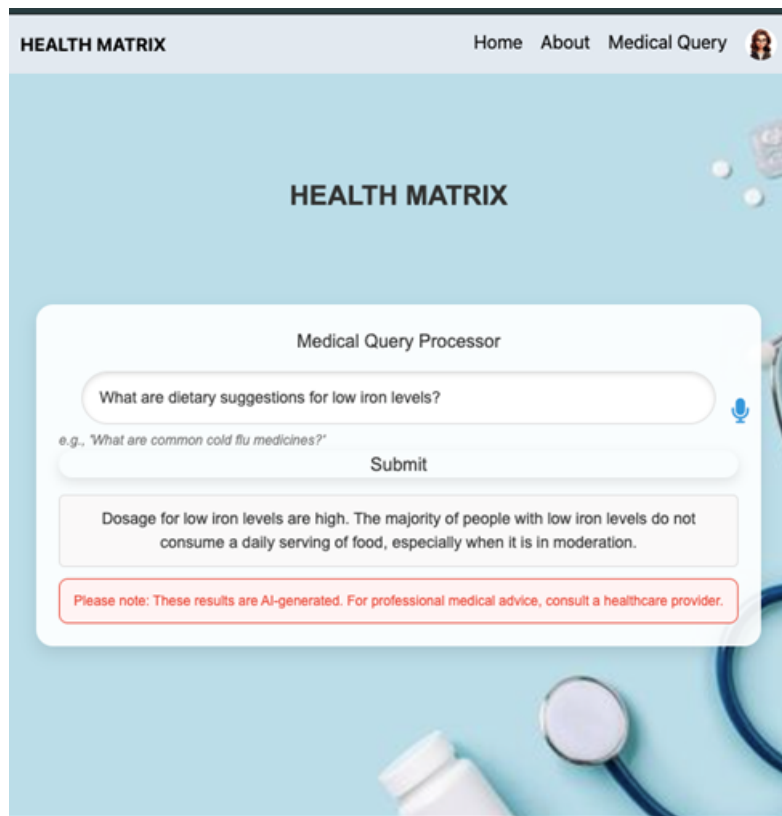 HEALTH MATRIX
Home About Medical Query
HEALTH MATRIX
Medical Query Processor
What are dietary suggestions for low iron levels?
e.g., 'What are common cold flu medicines?'
Submit
Dosage for low iron levels are high. The majority of people with low iron levels do not
consume a daily serving of food, especially when it is in moderation.
Please note: These results are AI-generated. For professional medical advice, consult a healthcare provider.